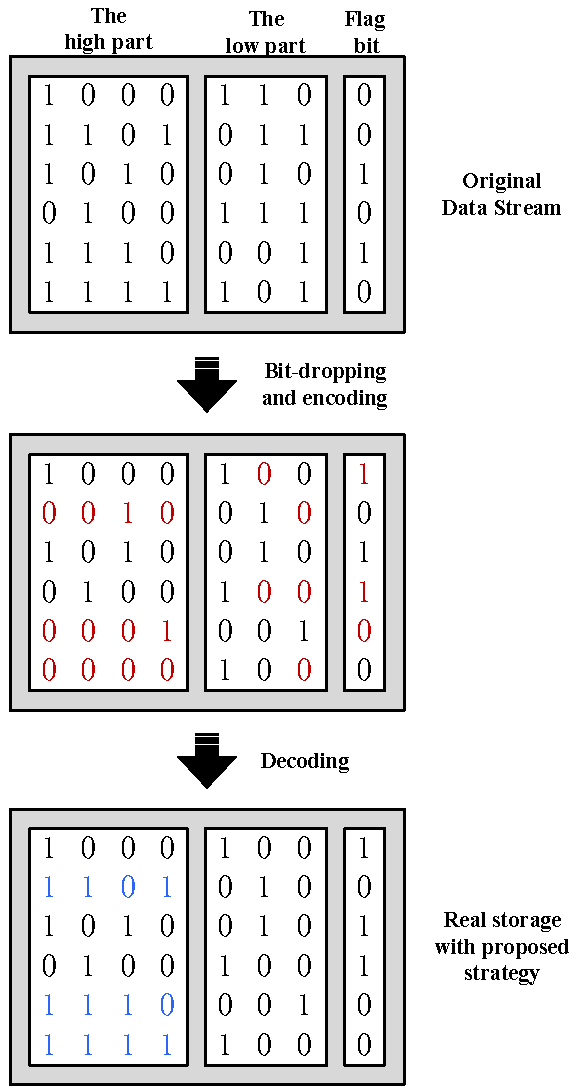 The
high part
The
low part
Flag
bit
1 0 0 0 1 1 0 0
1 1 0 1 0 1 1 0
1 0 1 0 0 1 0 1
0 1 0 0 1 1 1 0
1 1 1 0 0 0 1 1
1 1 1 1 1 0 1 0
Original
Data Stream
Bit-dropping
and encoding
1 0 0 0 1 0 0 1
0 0 1 0 0 1 0 0
1 0 1 0 0 1 0 1
0 1 0 0 1 0 0 1
0 0 0 1 0 0 1 0
0 0 0 0 1 0 0 0
Decoding
1 0 0 0 1 0 0 1
1 1 0 1 0 1 0 0
1 0 1 0 0 1 0 1
0 1 0 0 1 0 0 1
1 1 1 0 0 0 1 0
1 1 1 1 1 0 0 0
Real storage
with proposed
strategy